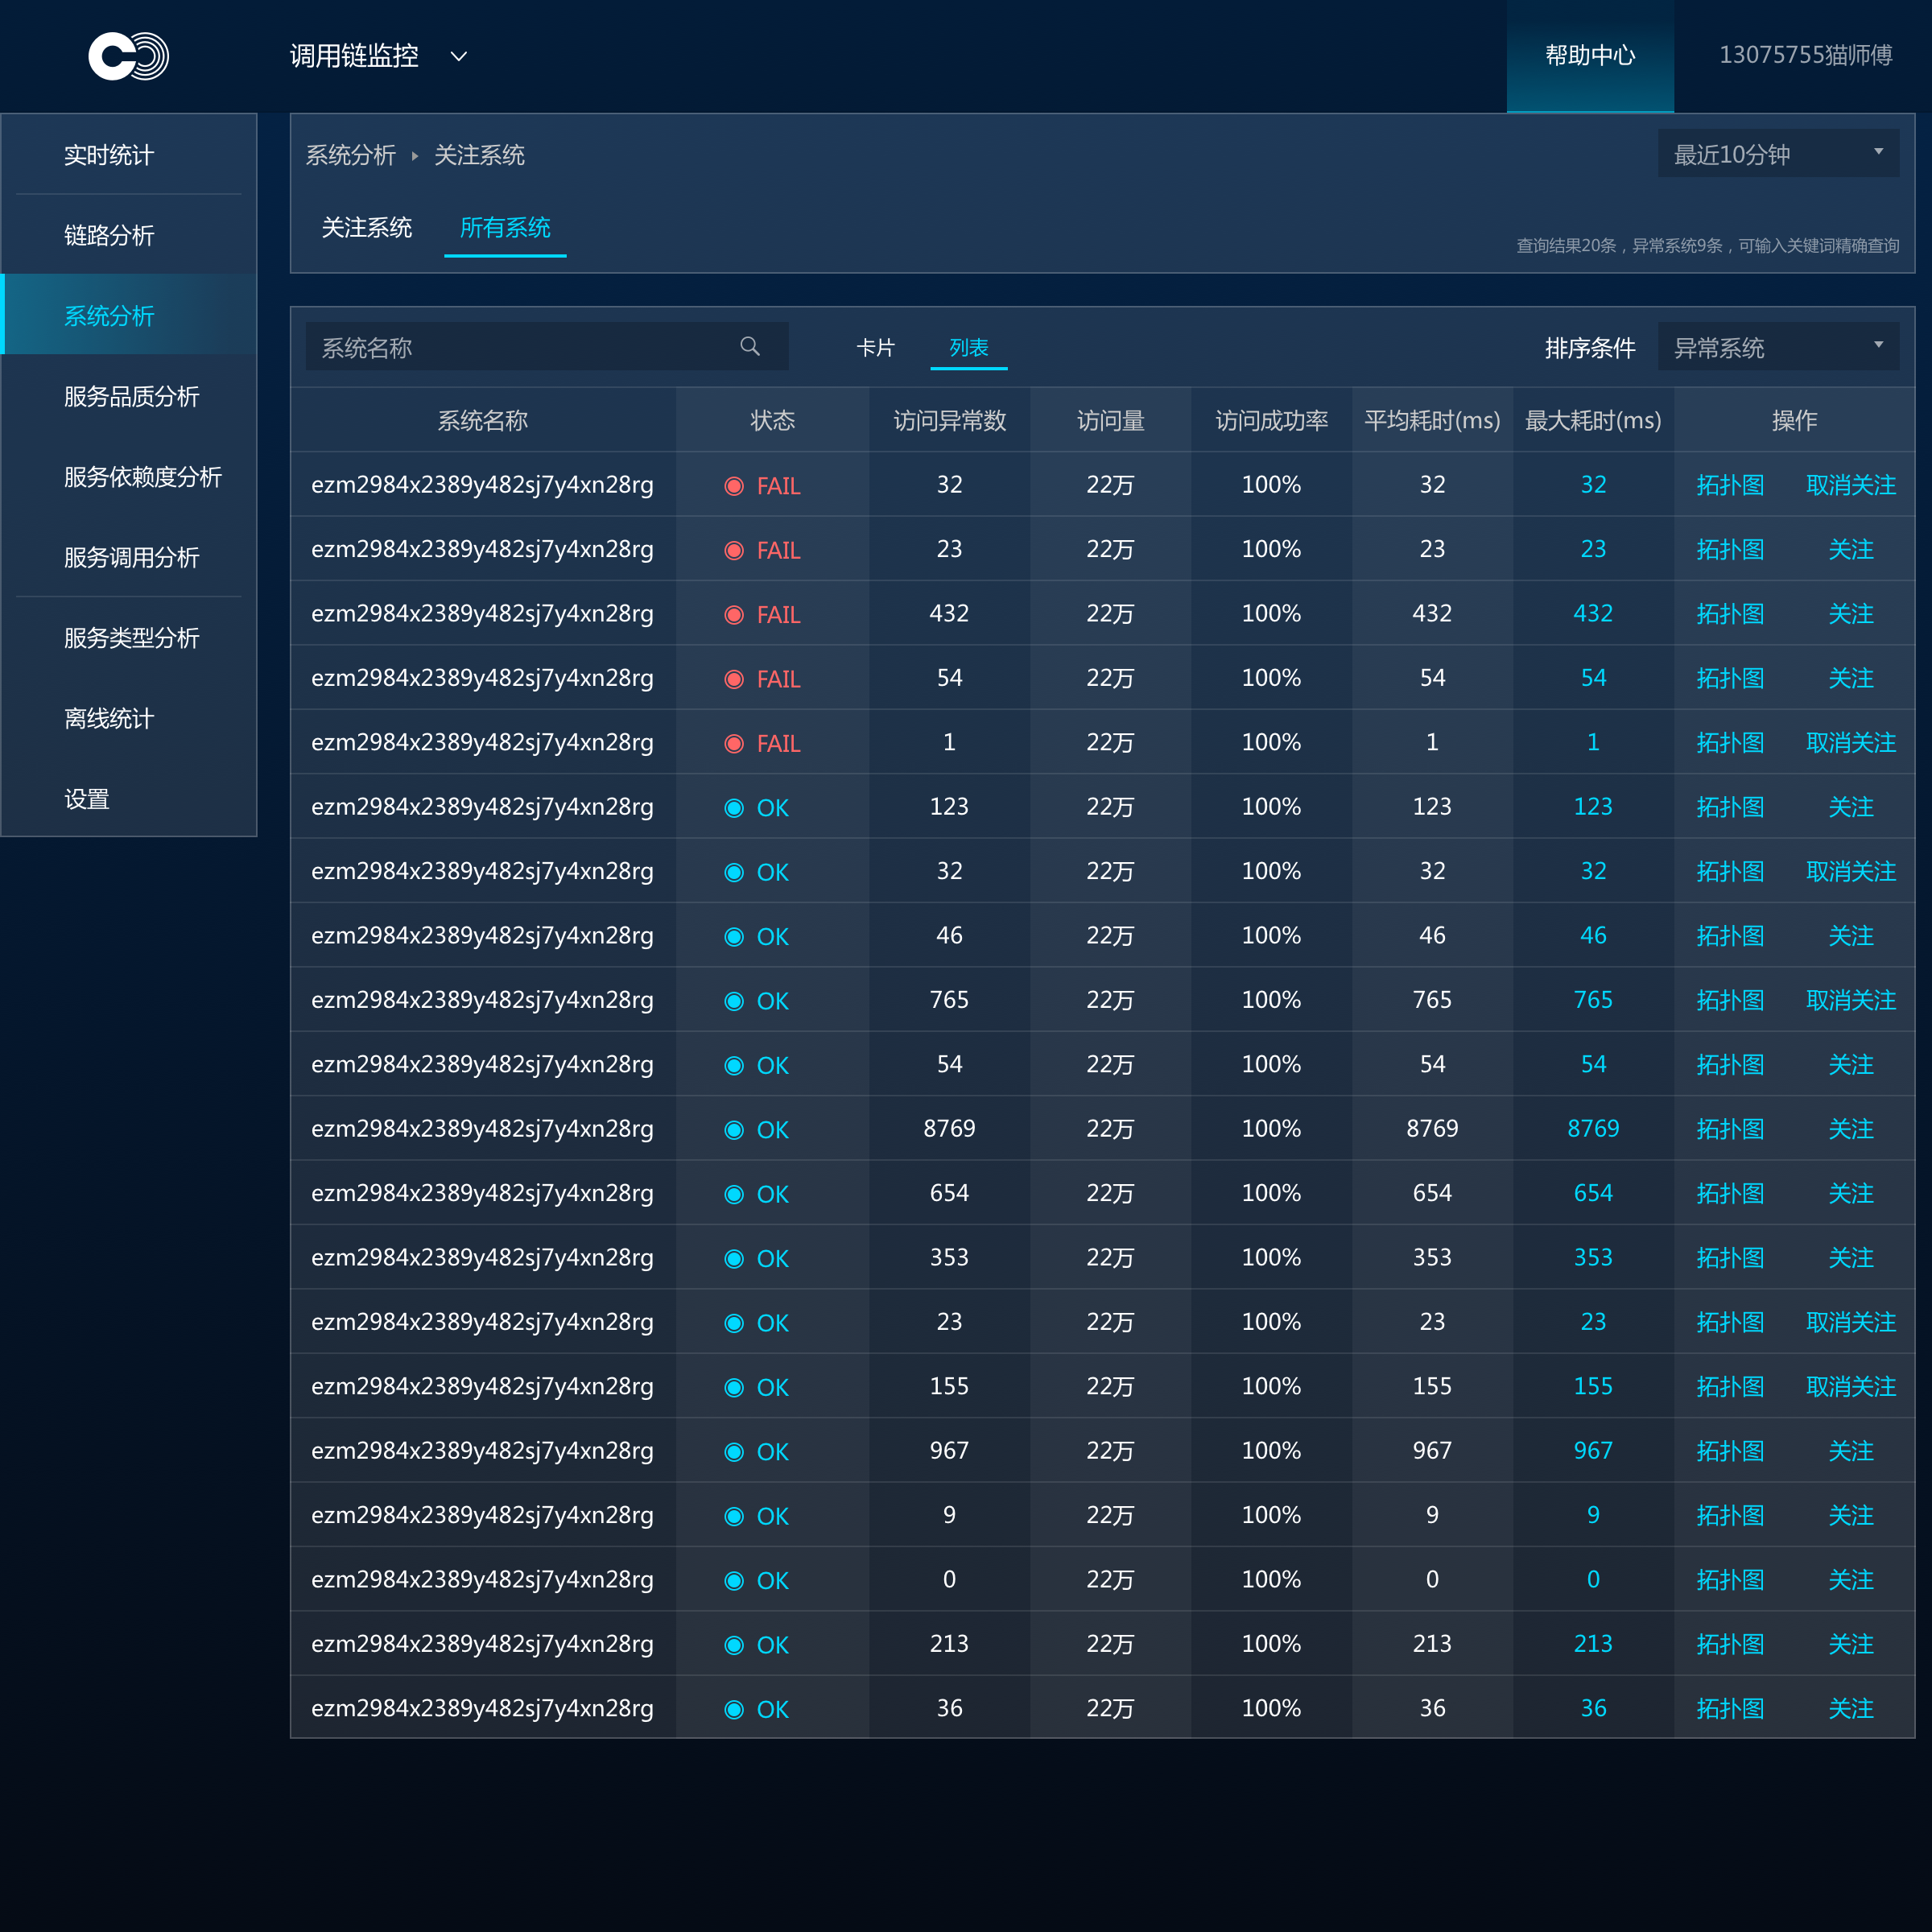 调用链监控
帮助中心
13075755猫师傅
实时统计
链路分析
系统分析
服务品质分析
服务依赖度分析
服务调用分析
服务类型分析
离线统计
设置
系统分析 关注系统
最近10分钟
关注系统 所有系统
查询结果20条，异常系统9条，可输入关键词精确查询
系统名称 卡片 列表 排序条件 异常系统
系统名称 状态 访问异常数 访问量 访问成功率 平均耗时(ms) 最大耗时(ms) 操作
ezm2984x2389y482sj7y4xn28rg FAIL 32 22万 100% 32 32 拓扑图 取消关注
ezm2984x2389y482sj7y4xn28rg FAIL 23 22万 100% 23 23 拓扑图 关注
ezm2984x2389y482sj7y4xn28rg FAIL 432 22万 100% 432 432 拓扑图 关注
ezm2984x2389y482sj7y4xn28rg FAIL 54 22万 100% 54 54 拓扑图 关注
ezm2984x2389y482sj7y4xn28rg FAIL 1 22万 100% 1 1 拓扑图 取消关注
ezm2984x2389y482sj7y4xn28rg OK 123 22万 100% 123 123 拓扑图 关注
ezm2984x2389y482sj7y4xn28rg OK 32 22万 100% 32 32 拓扑图 取消关注
ezm2984x2389y482sj7y4xn28rg OK 46 22万 100% 46 46 拓扑图 关注
ezm2984x2389y482sj7y4xn28rg OK 765 22万 100% 765 765 拓扑图 取消关注
ezm2984x2389y482sj7y4xn28rg OK 54 22万 100% 54 54 拓扑图 关注
ezm2984x2389y482sj7y4xn28rg OK 8769 22万 100% 8769 8769 拓扑图 关注
ezm2984x2389y482sj7y4xn28rg OK 654 22万 100% 654 654 拓扑图 关注
ezm2984x2389y482sj7y4xn28rg OK 353 22万 100% 353 353 拓扑图 关注
ezm2984x2389y482sj7y4xn28rg OK 23 22万 100% 23 23 拓扑图 取消关注
ezm2984x2389y482sj7y4xn28rg OK 155 22万 100% 155 155 拓扑图 取消关注
ezm2984x2389y482sj7y4xn28rg OK 967 22万 100% 967 967 拓扑图 关注
ezm2984x2389y482sj7y4xn28rg OK 9 22万 100% 9 9 拓扑图 关注
ezm2984x2389y482sj7y4xn28rg OK 0 22万 100% 0 0 拓扑图 关注
ezm2984x2389y482sj7y4xn28rg OK 213 22万 100% 213 213 拓扑图 关注
ezm2984x2389y482sj7y4xn28rg OK 36 22万 100% 36 36 拓扑图 关注